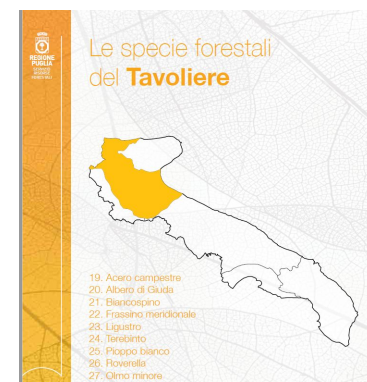 REGIONE
PUGLIA
Le specie forestali
del Tavoliere
19. Acero campestre
20. Albero di Giuda
21. Biancospino
22. Frassino meridionale
23. Ligustro
24. Terebinto
25. Pioppo bianco
26. Roverella
27. Olmo minore